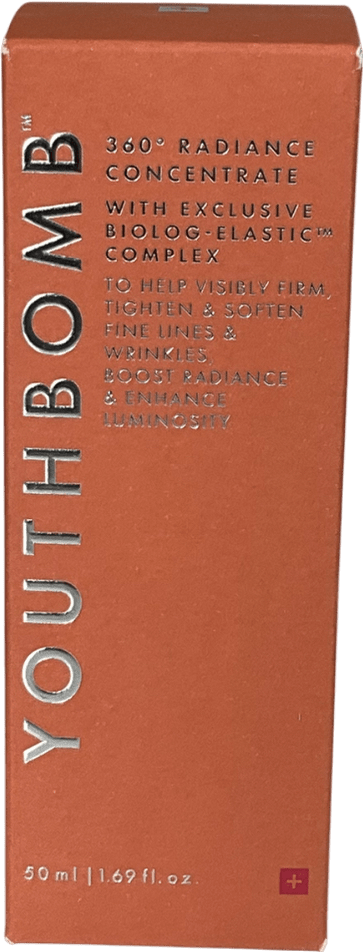 YOUTHBOMB™
360° RADIANCE
CONCENTRATE
WITH EXCLUSIVE
BIOLOG-ELASTIC™
COMPLEX
TO HELP VISIBLY FIRM,
TIGHTEN & SOFTEN
FINE LINES &
WRINKLES,
BOOST RADIANCE
& ENHANCE
LUMINOSITY
50 ml | 1.69 fl. oz.